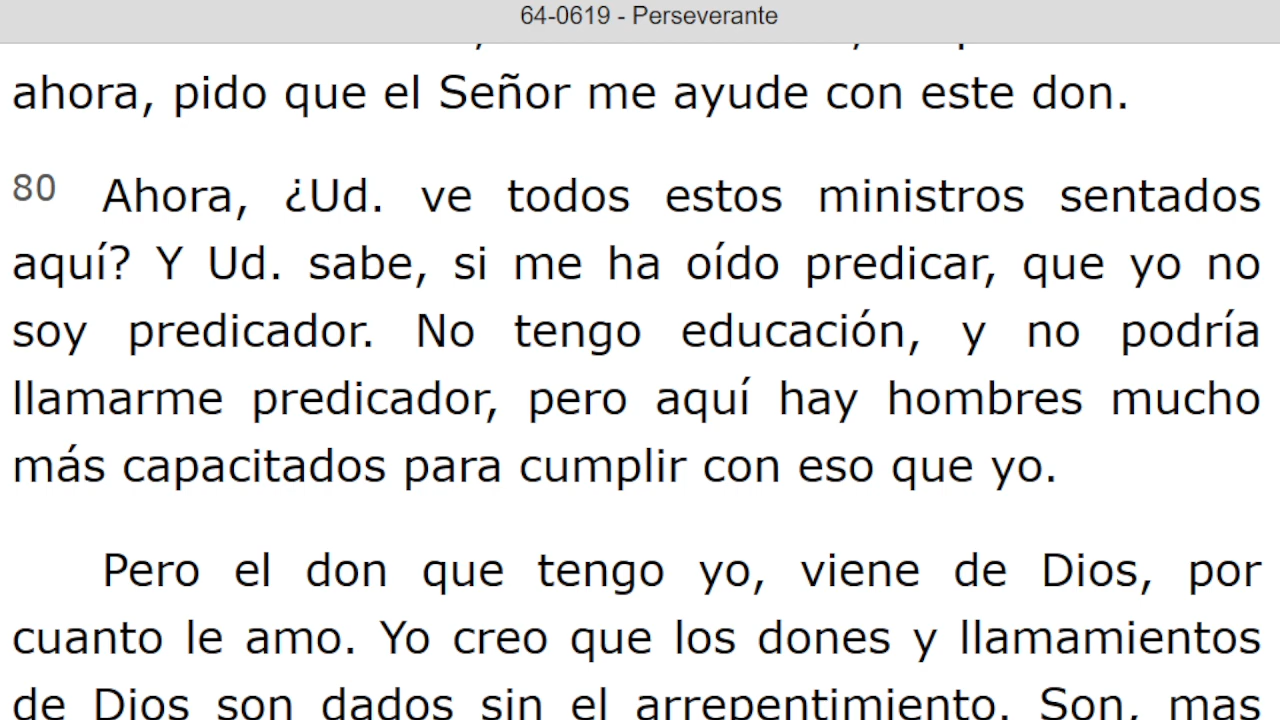 64-0619 - Perseverante
ahora, pido que el Señor me ayude con este don.
80 Ahora, ¿Ud. ve todos estos ministros sentados
aquí? Y Ud. sabe, si me ha oído predicar, que yo no
soy predicador. No tengo educación, y no podría
llamarme predicador, pero aquí hay hombres mucho
más capacitados para cumplir con eso que yo.
Pero el don que tengo yo, viene de Dios, por
cuanto le amo. Yo creo que los dones y llamamientos
de Dios son dados sin el arrepentimiento. Son, mas